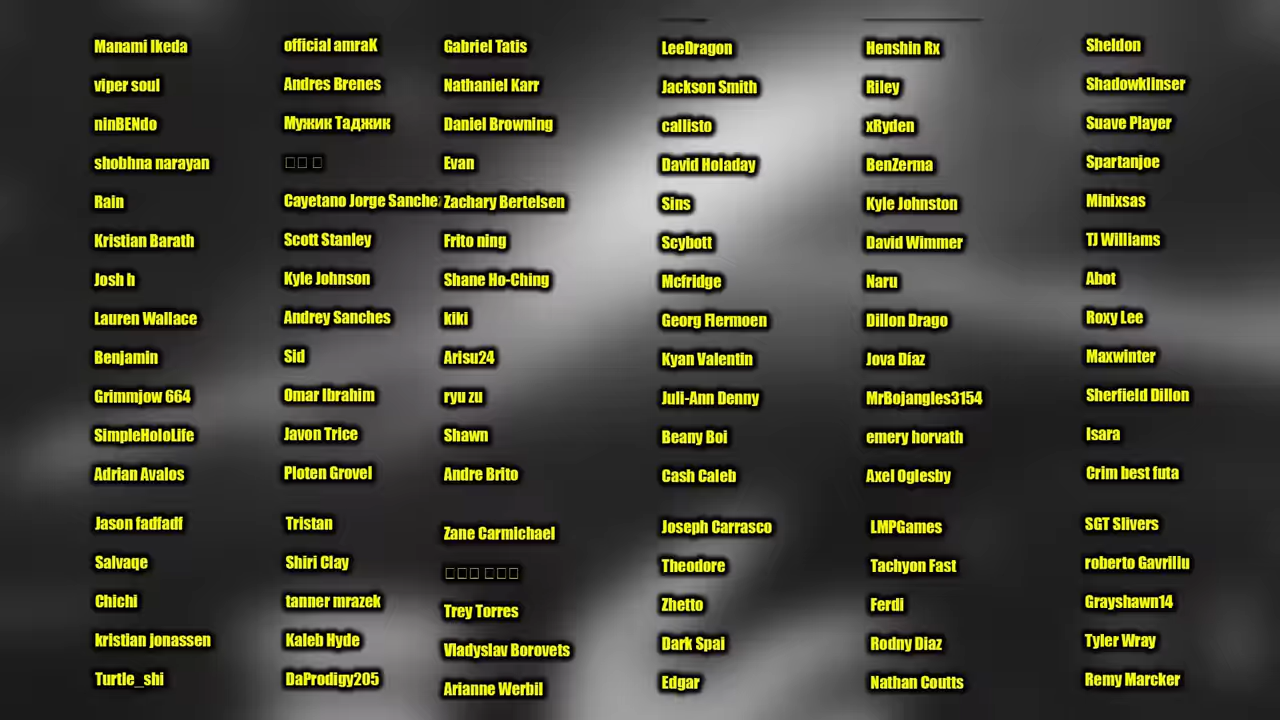 Manami Ikeda
viper soul
ninBENdo
shobhna narayan
Rain
Kristian Barath
Josh h
Lauren Wallace
Benjamin
Grimmjow 664
SimpleHoloLife
Adrian Avalos
Jason fadfadf
Salvaqe
Chichi
kristian jonassen
Turtle_shi
official amraK
Andres Brenes
Мужик Таджик
Cayetano Jorge Sanchez
Scott Stanley
Kyle Johnson
Andrey Sanches
Sid
Omar Ibrahim
Javon Trice
Ploten Grovel
Tristan
Shiri Clay
tanner mrazek
Kaleb Hyde
DaProdigy205
Gabriel Tatis
Nathaniel Karr
Daniel Browning
Evan
Zachary Bertelsen
Frito ning
Shane Ho-Ching
kiki
Arisu24
ryu zu
Shawn
Andre Brito
Zane Carmichael
Trey Torres
Vladyslav Borovets
Arianne Werbil
LeeDragon
Jackson Smith
callisto
David Holaday
Sins
Scybott
Mcfridge
Georg Flermoen
Kyan Valentin
Juli-Ann Denny
Beany Boi
Cash Caleb
Joseph Carrasco
Theodore
Zhetto
Dark Spai
Edgar
Henshin Rx
Riley
xRyden
BenZerma
Kyle Johnston
David Wimmer
Naru
Dillon Drago
Jova Díaz
MrBojangles3154
emery horvath
Axel Oglesby
LMPGames
Tachyon Fast
Ferdi
Rodny Diaz
Nathan Coutts
Sheldon
Shadowklinser
Suave Player
Spartanjoe
Minixsas
TJ Williams
Abot
Roxy Lee
Maxwinter
Sherfield Dillon
Isara
Crim best futa
SGT Slivers
roberto Gavriliu
Grayshawn14
Tyler Wray
Remy Marcker